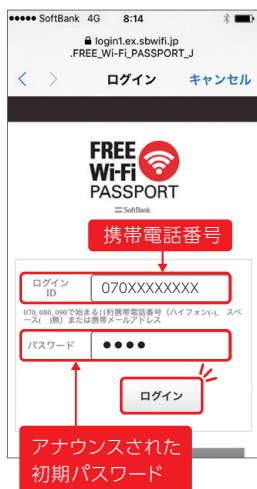 SoftBank 4G 8:14
login1.ex.sbwifi.jp
.FREE_Wi-Fi_PASSPORT_J
ログイン キャンセル
FREE
Wi-Fi
PASSPORT
SoftBank
携帯電話番号
ログイン
ID
070XXXXXXXX
070, 080, 090で始まる11桁携帯電話番号（ハイフォン(-)、スペ
ース( )無）または携帯メールアドレス
パスワード ●●●●
ログイン
アナウンスされた
初期パスワード